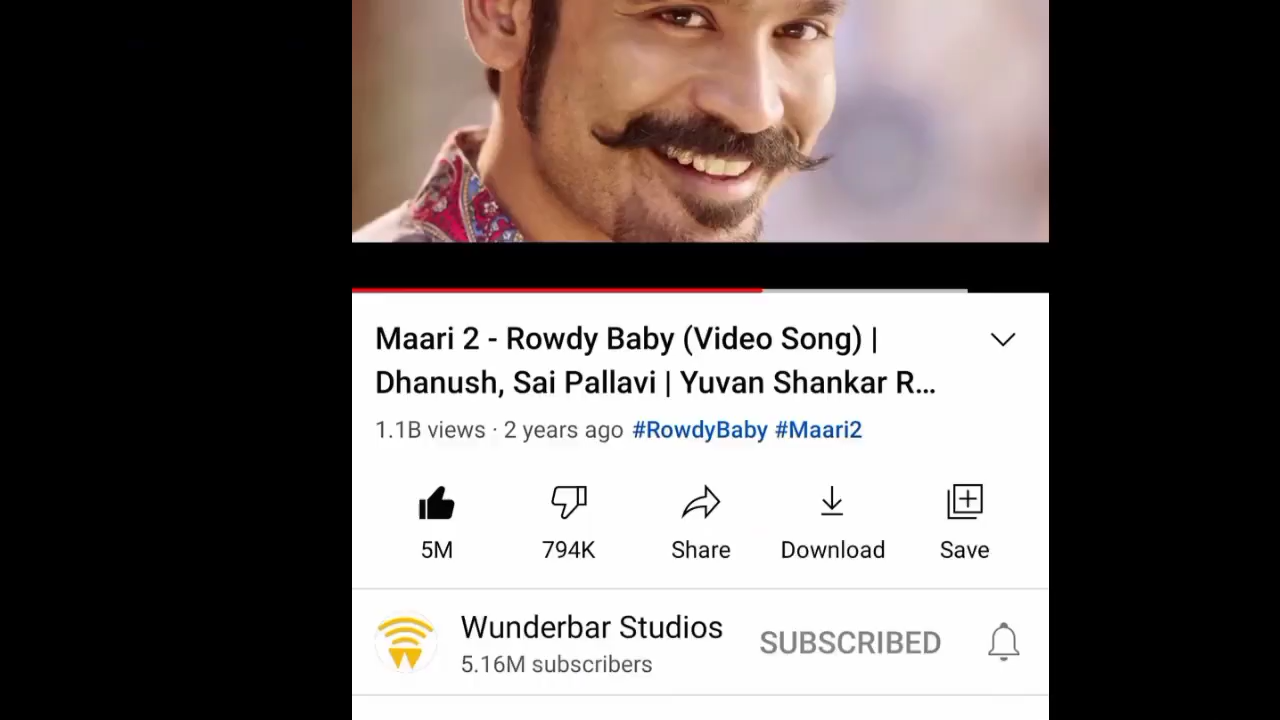 Maari 2 - Rowdy Baby (Video Song) |
Dhanush, Sai Pallavi | Yuvan Shankar R...
1.1B views · 2 years ago #RowdyBaby #Maari2
5M 794K Share Download Save
Wunderbar Studios
5.16M subscribers
SUBSCRIBED